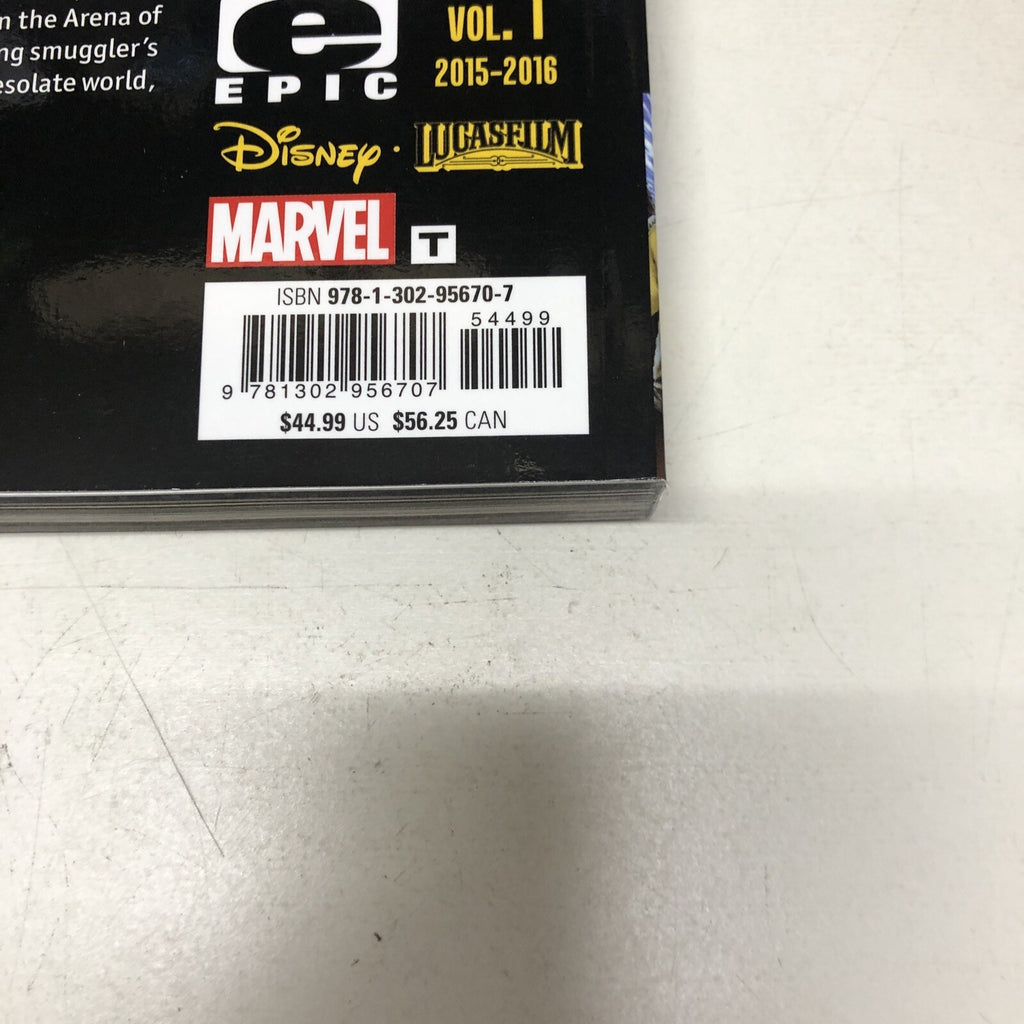 n the Arena of
ng smuggler's
esolate world,
e
EPIC
VOL. 1
2015–2016
DISNEY · LUCASFILM
MARVEL
T
ISBN 978-1-302-95670-7
54499
9 781302 956707
$44.99 US $56.25 CAN